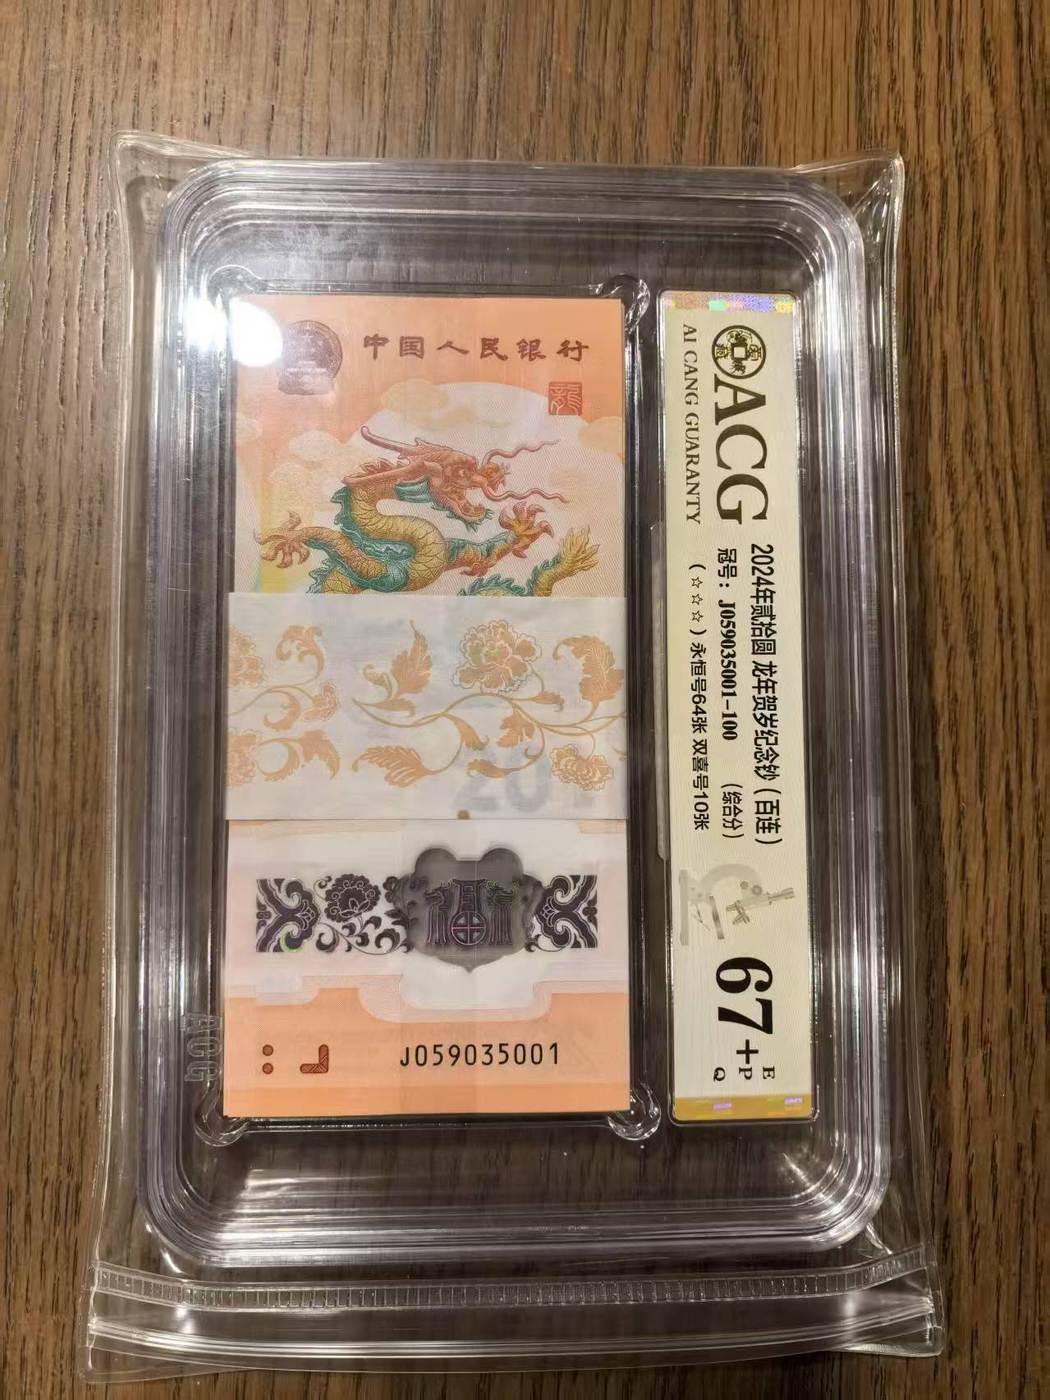 中国人民银行
龙
J059035001
ACG
AI CANG GUARANTY
2024年贰拾圆 龙年贺岁纪念钞（百连）
冠号：J059035001-100 （综合分）
（☆☆☆）永恒号64张 双喜号10张
67+ E
P
Q
ACG